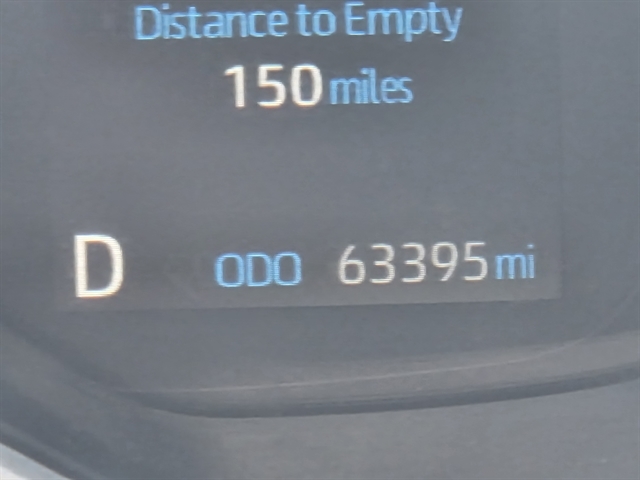 Distance to Empty
150 miles
D ODO 63395 mi